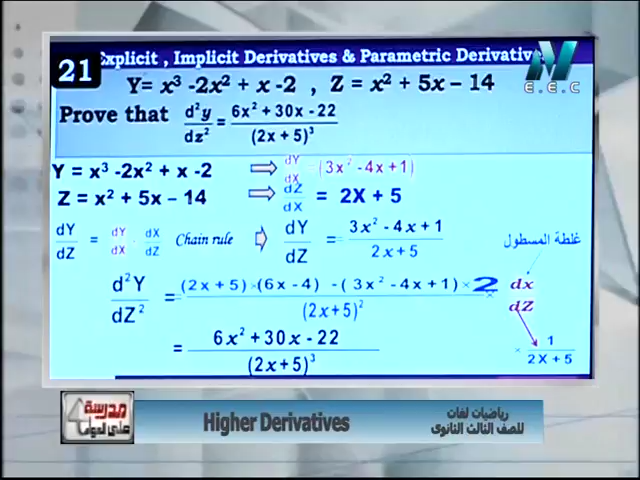 21
Explicit , Implicit Derivatives & Parametric Derivative
E.E.C
Y= x³ -2x² + x -2 , Z = x² + 5x – 14
Prove that d²y/dz² = 6x² + 30x - 22 / (2x + 5)³
Y = x³ -2x² + x -2 ⇨ dY/dX = (3x² - 4x + 1)
Z = x² + 5x – 14 ⇨ dZ/dX = 2X + 5
dY/dZ = dY/dX · dX/dZ Chain rule ⇨ dY/dZ = 3x² - 4x + 1 / 2x + 5
غلطة المسطول
d²Y/dZ² = (2x + 5)×(6x - 4) - (3x² - 4x + 1)×2 / (2x + 5)² × dx/dZ
× 1 / 2X + 5
= 6x² + 30x - 22 / (2x + 5)³
مدرسة
على الهوا
Higher Derivatives
رياضيات لغات
للصف الثالث الثانوى